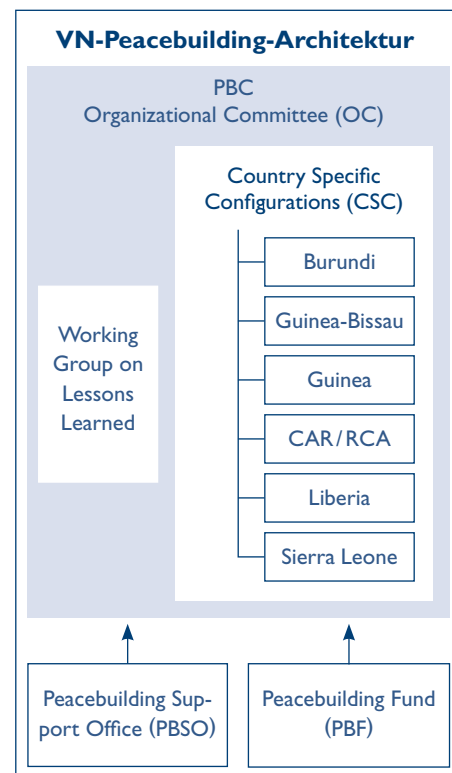 VN-Peacebuilding-Architektur
PBC
Organizational Committee (OC)
Country Specific
Configurations (CSC)
Burundi
Guinea-Bissau
Guinea
CAR / RCA
Liberia
Sierra Leone
Working
Group on
Lessons
Learned
Peacebuilding Sup-
port Office (PBSO)
Peacebuilding Fund
(PBF)